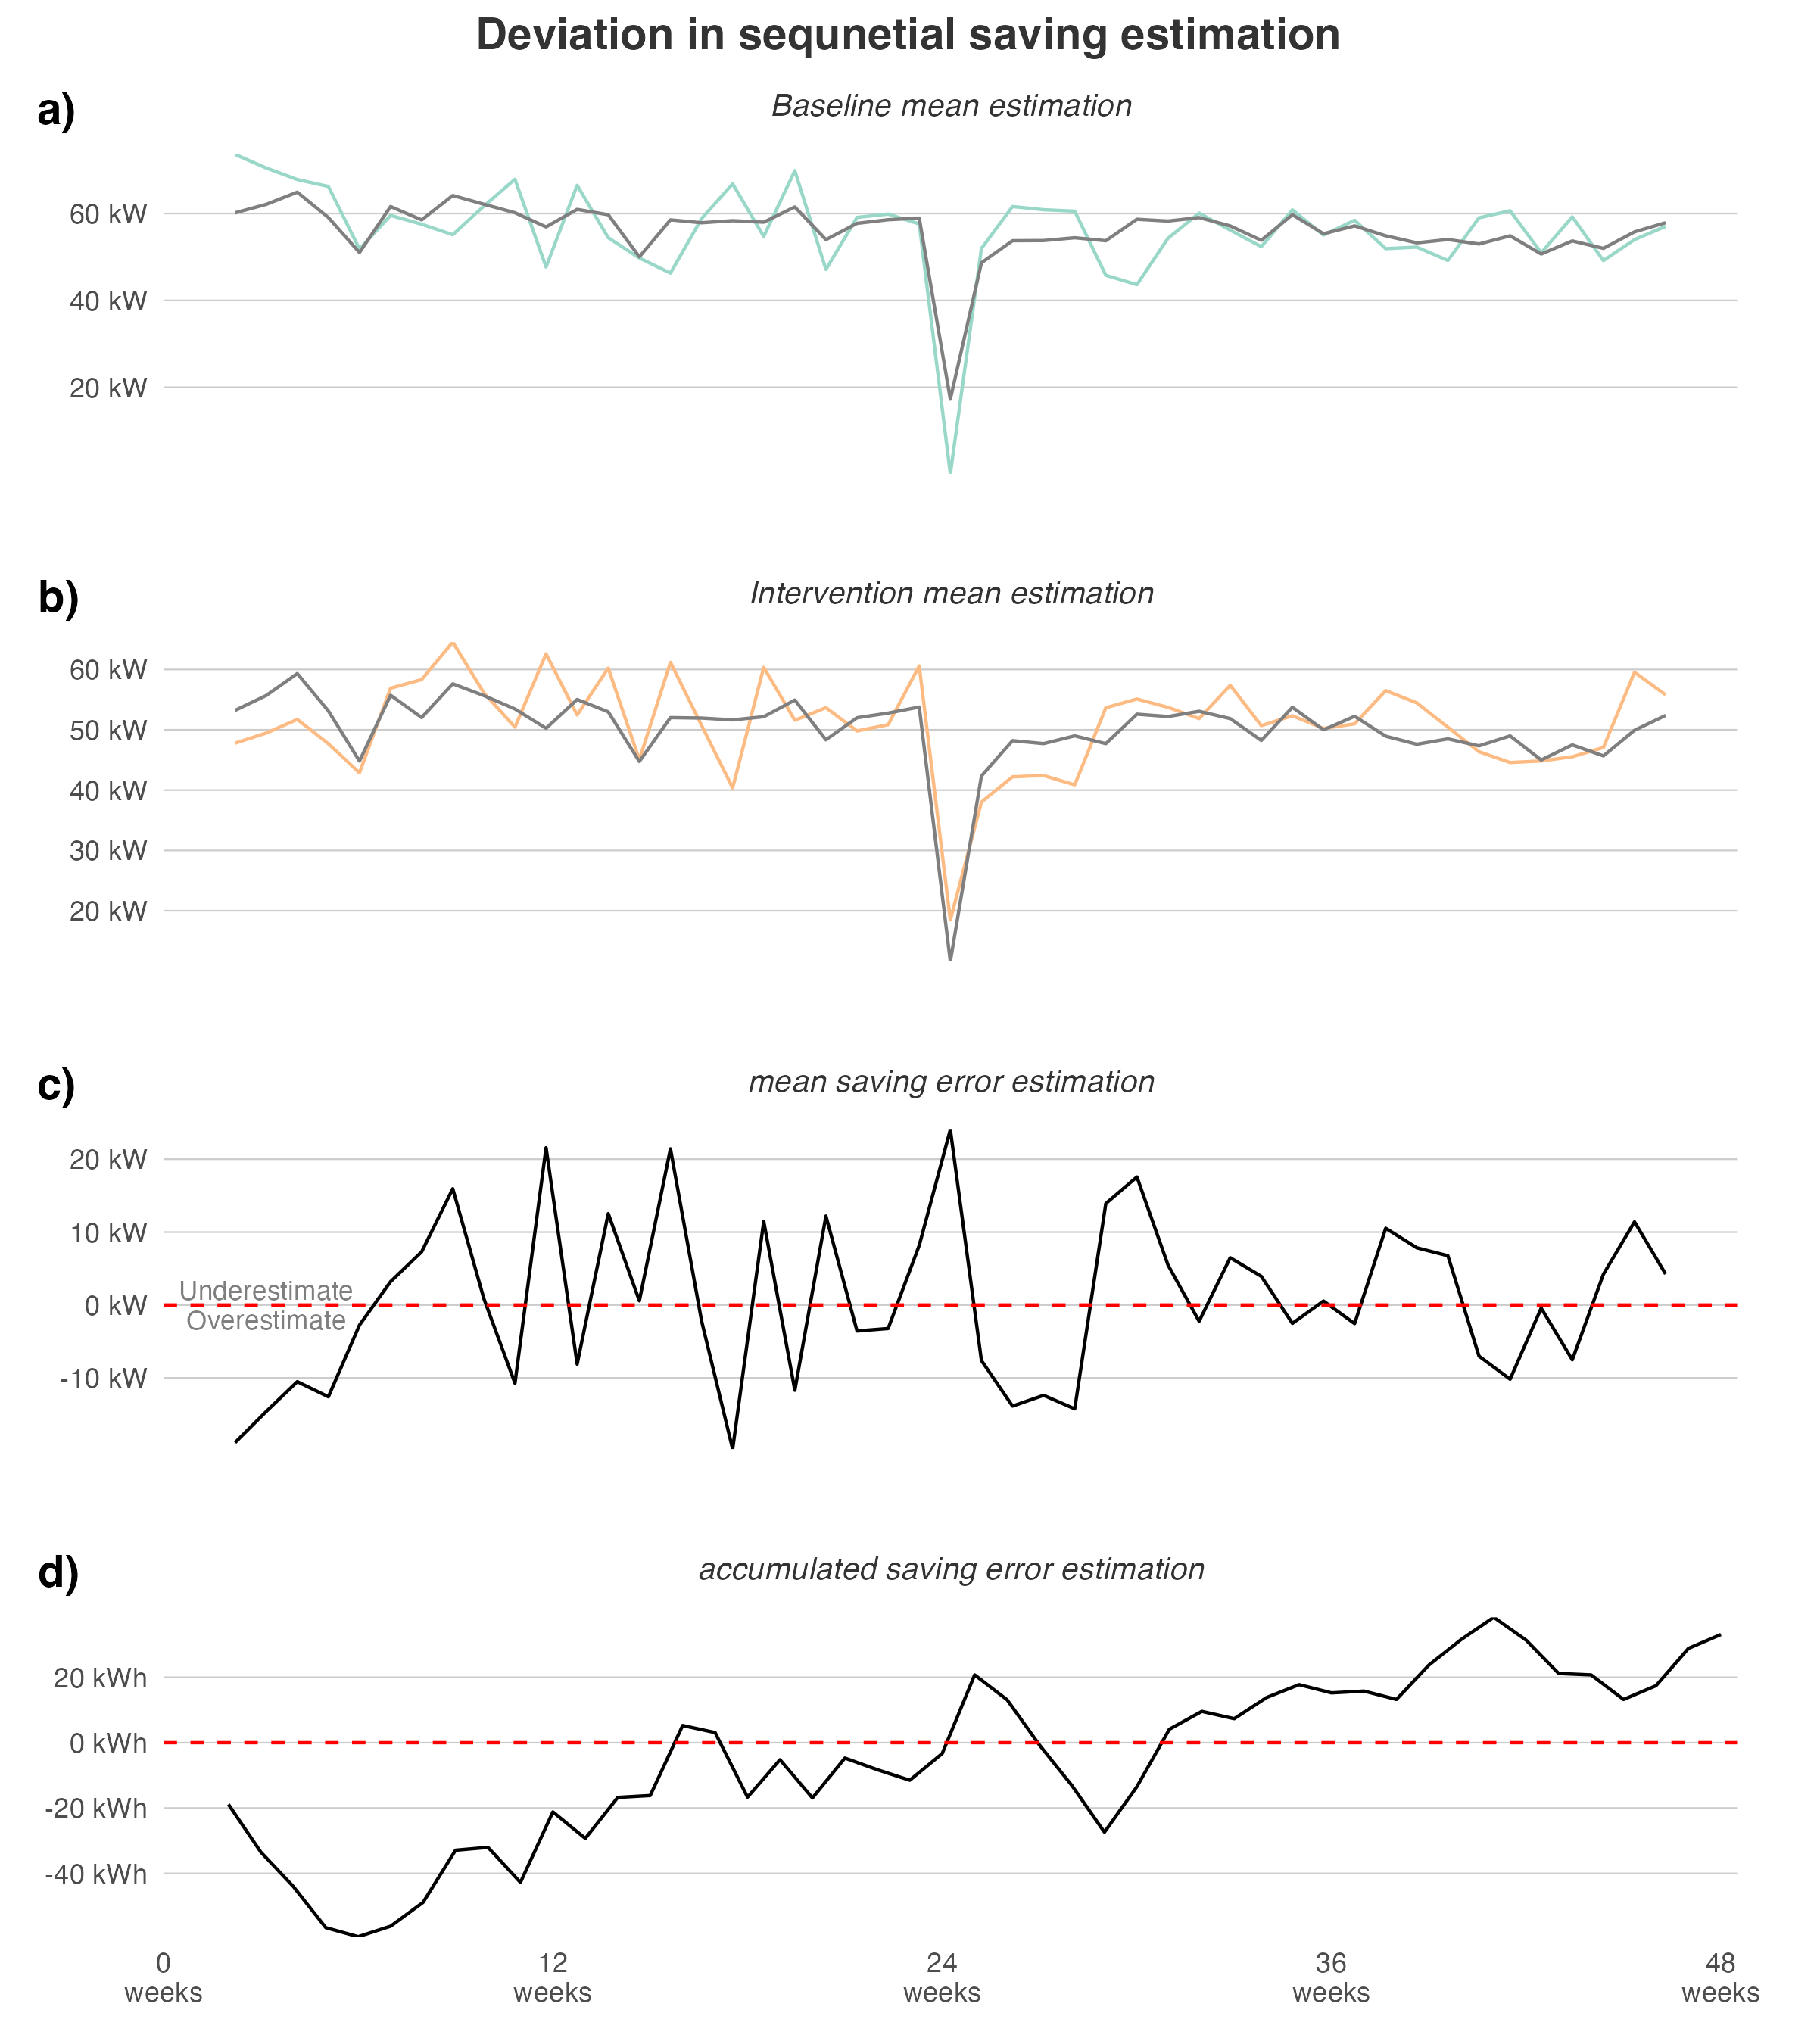 Deviation in sequnetial saving estimation
a)
Baseline mean estimation
60 kW
40 kW
20 kW
b)
Intervention mean estimation
60 kW
50 kW
40 kW
30 kW
20 kW
c)
mean saving error estimation
20 kW
10 kW
Underestimate
0 kW
Overestimate
-10 kW
d)
accumulated saving error estimation
20 kWh
0 kWh
-20 kWh
-40 kWh
0 12 24 36 48
weeks weeks weeks weeks weeks